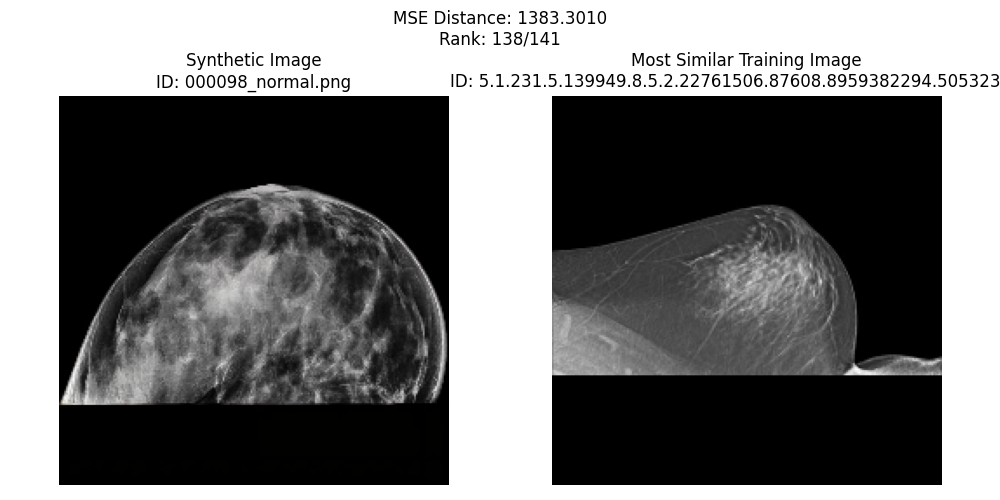 MSE Distance: 1383.3010
Rank: 138/141
Synthetic Image
ID: 000098_normal.png
Most Similar Training Image
ID: 5.1.231.5.139949.8.5.2.22761506.87608.8959382294.505323